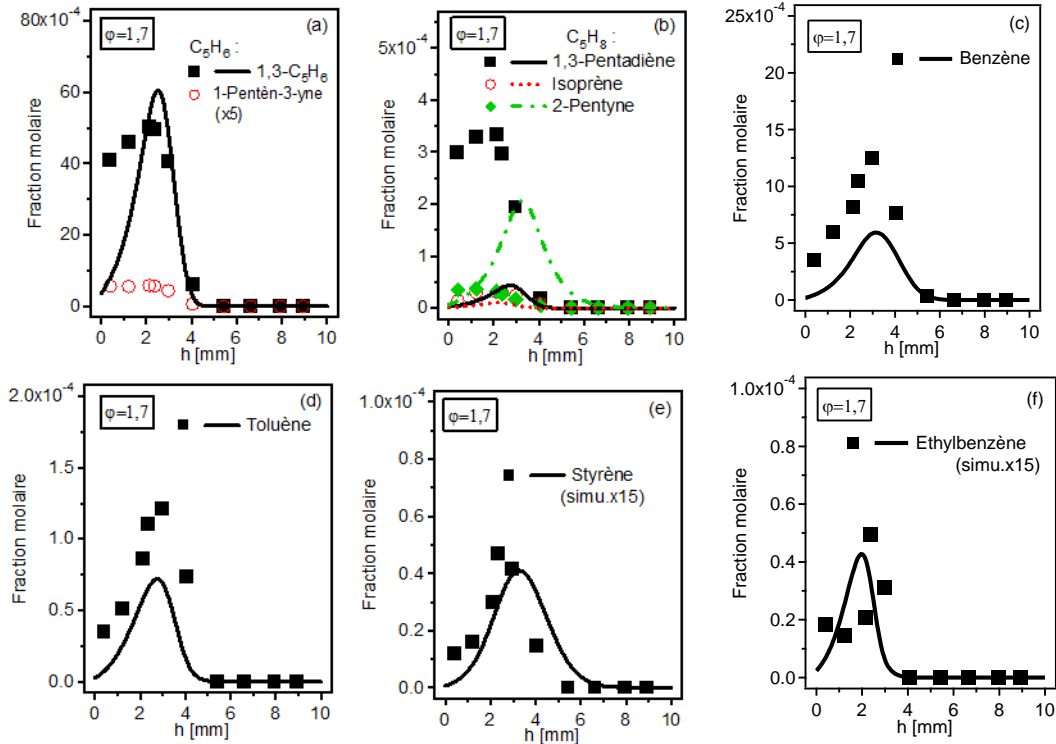 (a)
φ=1,7
C5H6 :
1,3-C5H6
1-Pentèn-3-yne
(x5)
80x10-4
60
40
20
0
Fraction molaire
0 2 4 6 8 10
h [mm]
(b)
φ=1,7
C5H8 :
1,3-Pentadiène
Isoprène
2-Pentyne
5x10-4
4
3
2
1
0
Fraction molaire
0 2 4 6 8 10
h [mm]
(c)
φ=1,7
Benzène
25x10-4
20
15
10
5
0
Fraction molaire
0 2 4 6 8 10
h [mm]
(d)
φ=1,7
Toluène
2.0x10-4
1.5
1.0
0.5
0.0
Fraction molaire
0 2 4 6 8 10
h [mm]
(e)
φ=1,7
Styrène
(simu.x15)
1.0x10-4
0.8
0.6
0.4
0.2
0.0
Fraction molaire
0 2 4 6 8 10
h [mm]
(f)
φ=1,7
Ethylbenzène
(simu.x15)
1.0x10-4
0.8
0.6
0.4
0.2
0.0
Fraction molaire
0 2 4 6 8 10
h [mm]